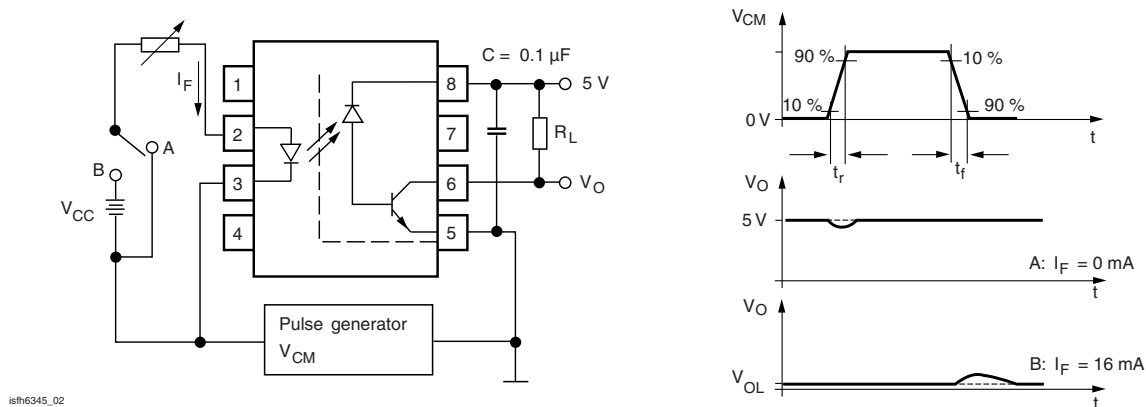 C = 0.1 µF
I_F
1
2
3
4
8
7
6
5
5 V
R_L
V_O
A
B
V_CC
Pulse generator
V_CM
isfh6345_02
V_CM
90 %
10 %
10 %
90 %
0 V
t
t_r
t_f
V_O
5 V
A: I_F = 0 mA
t
V_O
B: I_F = 16 mA
V_OL
t